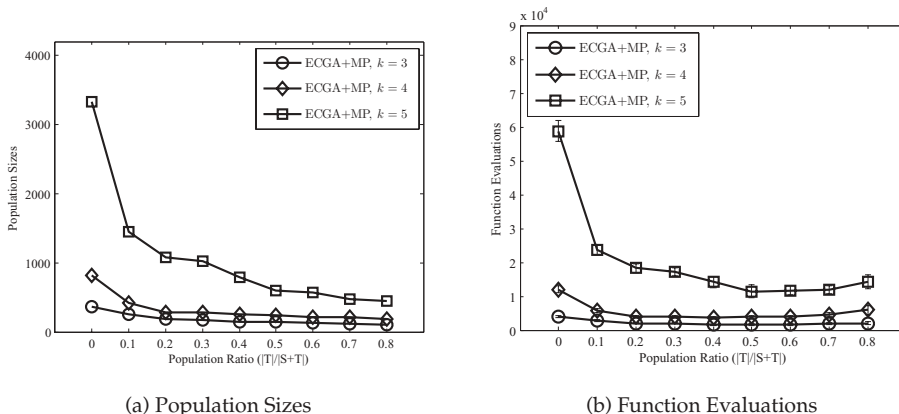 4000
3000
2000
1000
0
Population Sizes
ECGA+MP, k = 3
ECGA+MP, k = 4
ECGA+MP, k = 5
0 0.1 0.2 0.3 0.4 0.5 0.6 0.7 0.8
Population Ratio (|T|/|S+T|)
(a) Population Sizes
x 10⁴
9
8
7
6
5
4
3
2
1
0
Function Evaluations
ECGA+MP, k = 3
ECGA+MP, k = 4
ECGA+MP, k = 5
0 0.1 0.2 0.3 0.4 0.5 0.6 0.7 0.8
Population Ratio (|T|/|S+T|)
(b) Function Evaluations